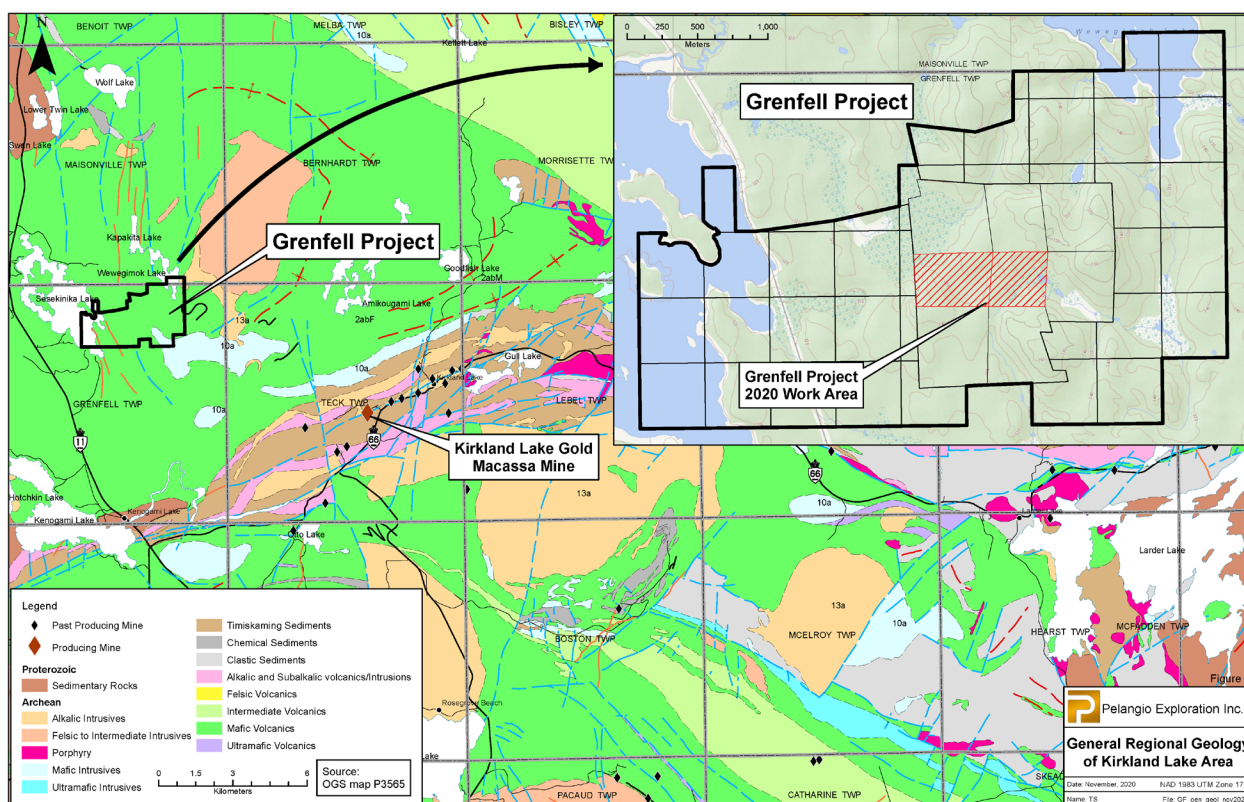 N
BENOIT TWP
MELBA TWP
10a
BISLEY TWP
Kellett Lake
Wolf Lake
Lower Twin Lake
Swan Lake
MAISONVILLE TWP
BERNHARDT TWP
MORRISETTE TW
Kapakita Lake
Grenfell Project
Wewegimok Lake
Goodfish Lake
2abM
Sesekinika Lake
Amikougami Lake
13a
2abF
10a
10a
Gull Lake
Kirkland Lake
GRENFELL TWP
10a
TECK TWP
LEBEL TWP
11
66
Kirkland Lake Gold
Macassa Mine
Hotchkin Lake
Kenogami Lake
Kenogami Lake
Otto Lake
13a
66
10a
Larder Lake
Larder Lake
13a
10a
BOSTON TWP
MCELROY TWP
HEARST TWP
MCFADDEN TWP
Rosegrove Beach
Lake
PACAUD TWP
CATHARINE TWP
SKEAD
0 250 500 1,000
Meters
MAISONVILLE TWP
GRENFELL TWP
Grenfell Project
Grenfell Project
2020 Work Area
Legend
Past Producing Mine
Producing Mine
Proterozoic
Sedimentary Rocks
Archean
Alkalic Intrusives
Felsic to Intermediate Intrusives
Porphyry
Mafic Intrusives
Ultramafic Intrusives
Timiskaming Sediments
Chemical Sediments
Clastic Sediments
Alkalic and Subalkalic volcanics/Intrusions
Felsic Volcanics
Intermediate Volcanics
Mafic Volcanics
Ultramafic Volcanics
0 1.5 3 6
Kilometers
Source:
OGS map P3565
Figure
Pelangio Exploration Inc.
General Regional Geology
of Kirkland Lake Area
Date: November, 2020 NAD 1983 UTM Zone 17
Name: TS File: GF_gen_geol_nov202